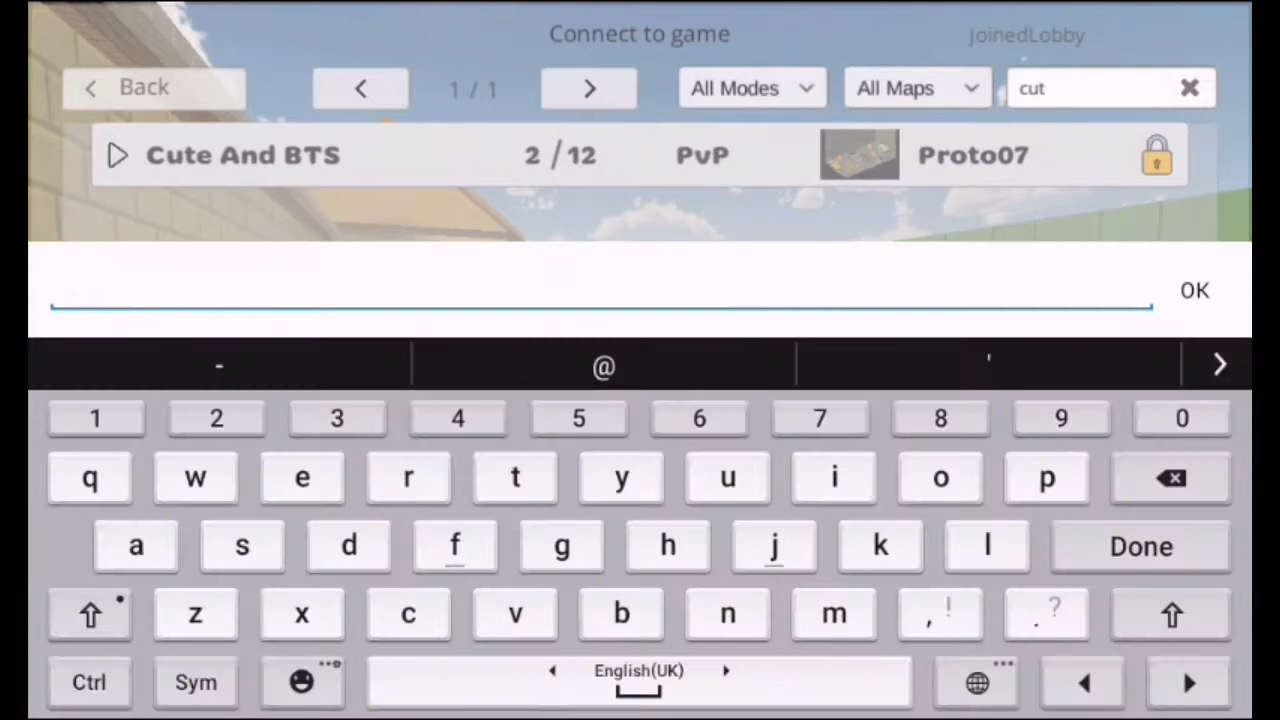 Connect to game
JoinedLobby
Back
1 / 1
All Modes
All Maps
cut
Cute And BTS
2 / 12
PvP
Proto07
OK
- @ '
1 2 3 4 5 6 7 8 9 0
q w e r t y u i o p
a s d f g h j k l Done
z x c v b n m , ! . ?
Ctrl Sym English(UK)